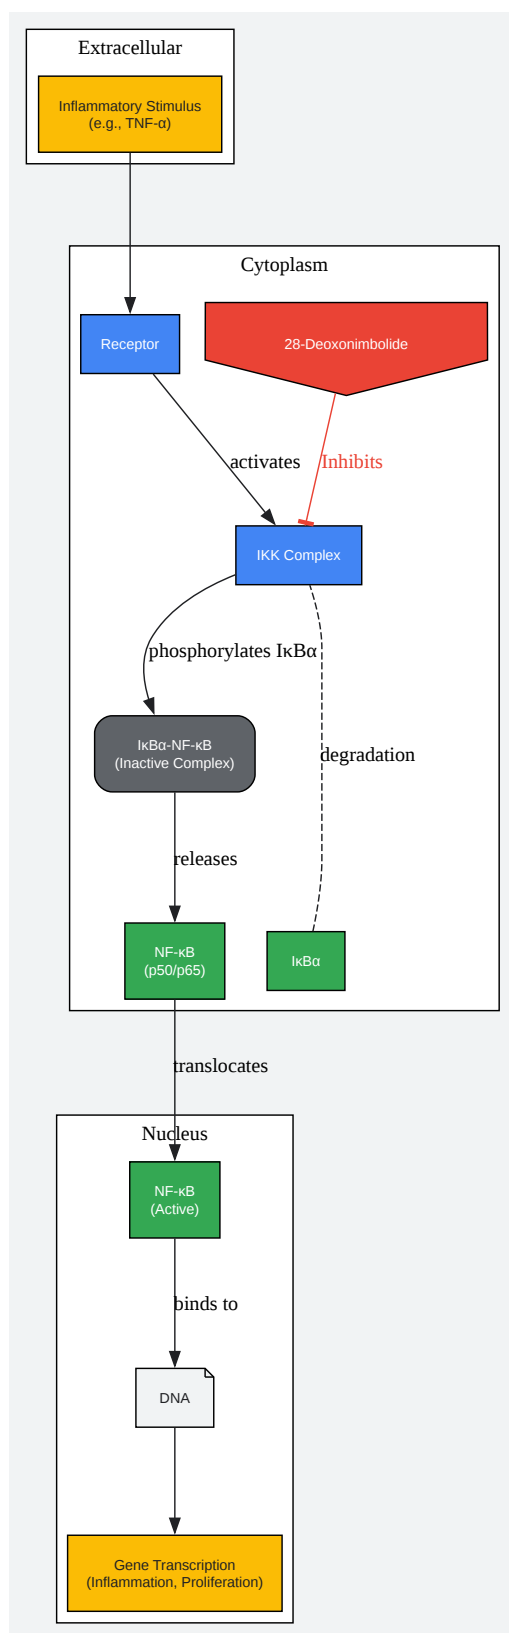 Extracellular
Inflammatory Stimulus
(e.g., TNF-α)
Cytoplasm
Receptor
28-Deoxonimbolide
activates
Inhibits
IKK Complex
phosphorylates IκBα
IκBα-NF-κB
(Inactive Complex)
degradation
releases
NF-κB
(p50/p65)
IκBα
translocates
Nucleus
NF-κB
(Active)
binds to
DNA
Gene Transcription
(Inflammation, Proliferation)